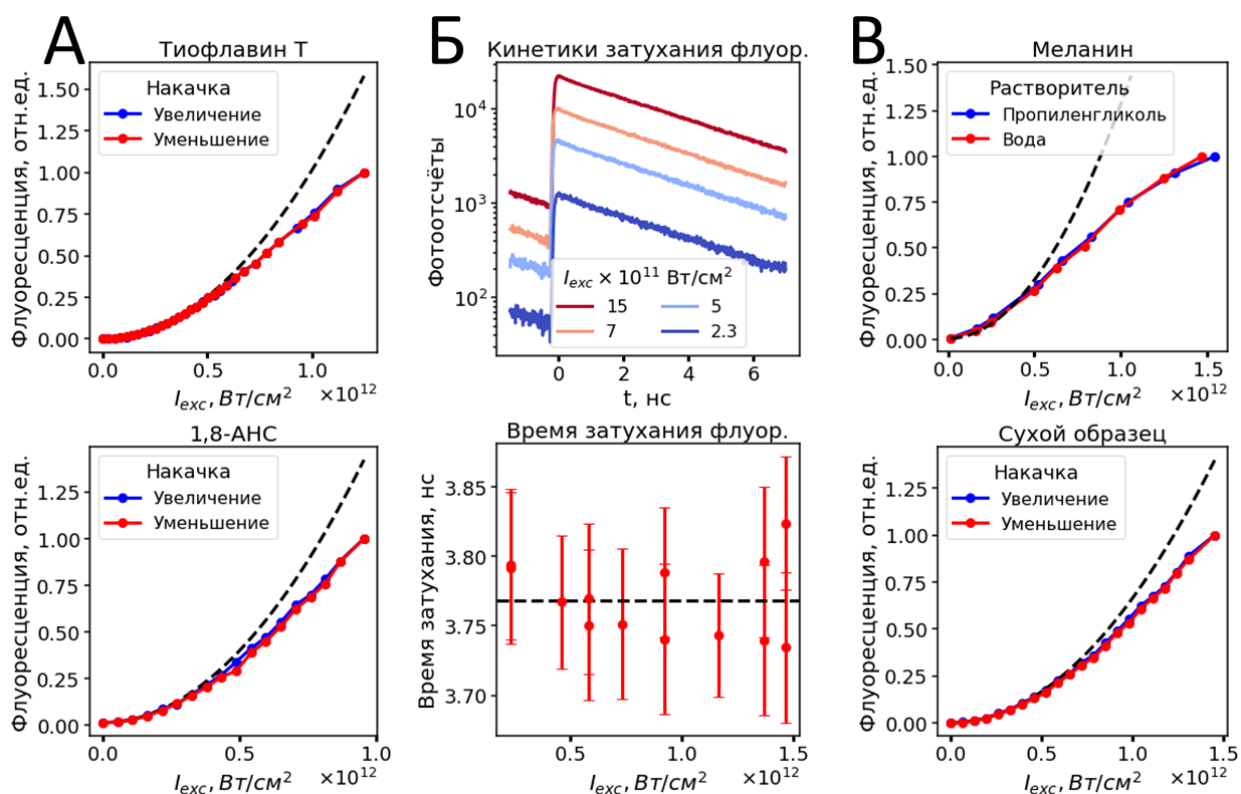 А
Тиофлавин Т
Флуоресценция, отн.ед.
1.50
1.25
1.00
0.75
0.50
0.25
0.00
Накачка
Увеличение
Уменьшение
0.0
0.5
1.0
I_exc, Вт/см²
×10¹²
Б
Кинетики затухания флуор.
Фотоотсчёты
10⁴
10³
10²
I_exc × 10¹¹ Вт/см²
15
5
7
2.3
0
2
4
6
t, нс
В
Меланин
Флуоресценция, отн.ед.
1.50
1.25
1.00
0.75
0.50
0.25
0.00
Растворитель
Пропиленгликоль
Вода
0.0
0.5
1.0
1.5
I_exc, Вт/см²
×10¹²
1,8-АНС
Флуоресценция, отн.ед.
1.25
1.00
0.75
0.50
0.25
0.00
Накачка
Увеличение
Уменьшение
0.0
0.5
1.0
I_exc, Вт/см²
×10¹²
Время затухания флуор.
Время затухания, нс
3.85
3.80
3.75
3.70
0.5
1.0
1.5
I_exc, Вт/см²
×10¹²
Сухой образец
Флуоресценция, отн.ед.
1.25
1.00
0.75
0.50
0.25
0.00
Накачка
Увеличение
Уменьшение
0.0
0.5
1.0
1.5
I_exc, Вт/см²
×10¹²